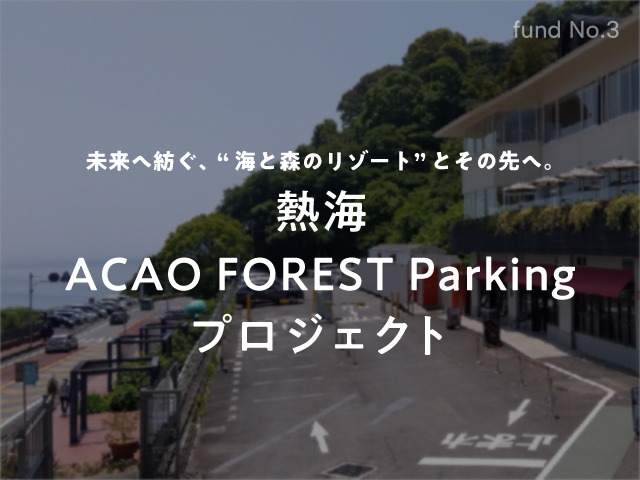 fund No.3
未来へ紡ぐ、“海と森のリゾート”とその先へ。
熱海
ACAO FOREST Parking
プロジェクト
止まれ